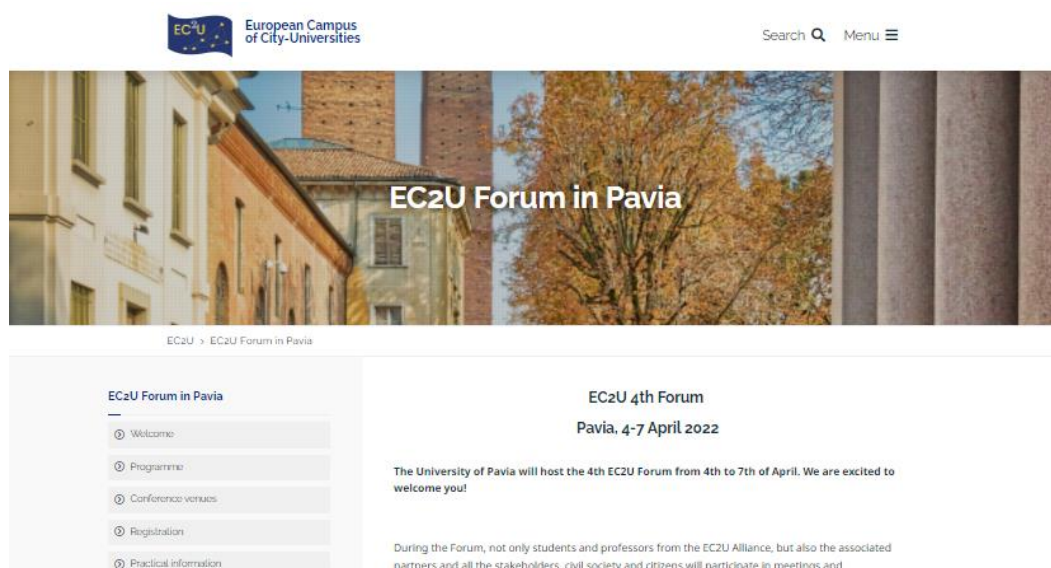 EC²U
European Campus
of City-Universities
Search
Menu
EC2U Forum in Pavia
EC2U > EC2U Forum in Pavia
EC2U Forum in Pavia
Welcome
Programme
Conference venues
Registration
Practical information
EC2U 4th Forum
Pavia, 4-7 April 2022
The University of Pavia will host the 4th EC2U Forum from 4th to 7th of April. We are excited to
welcome you!
During the Forum, not only students and professors from the EC2U Alliance, but also the associated
partners and all the stakeholders, civil society and citizens will participate in meetings and